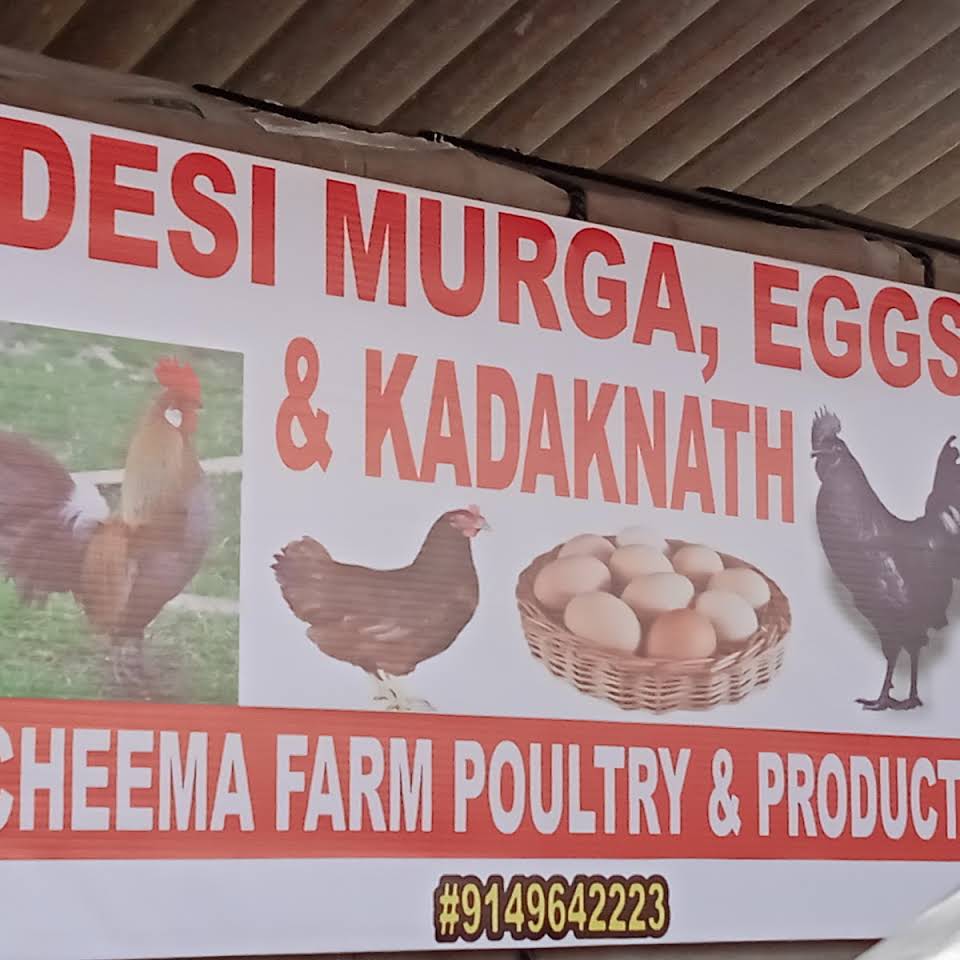 DESI MURGA, EGGS
& KADAKNATH
CHEEMA FARM POULTRY & PRODUCT
#9149642223